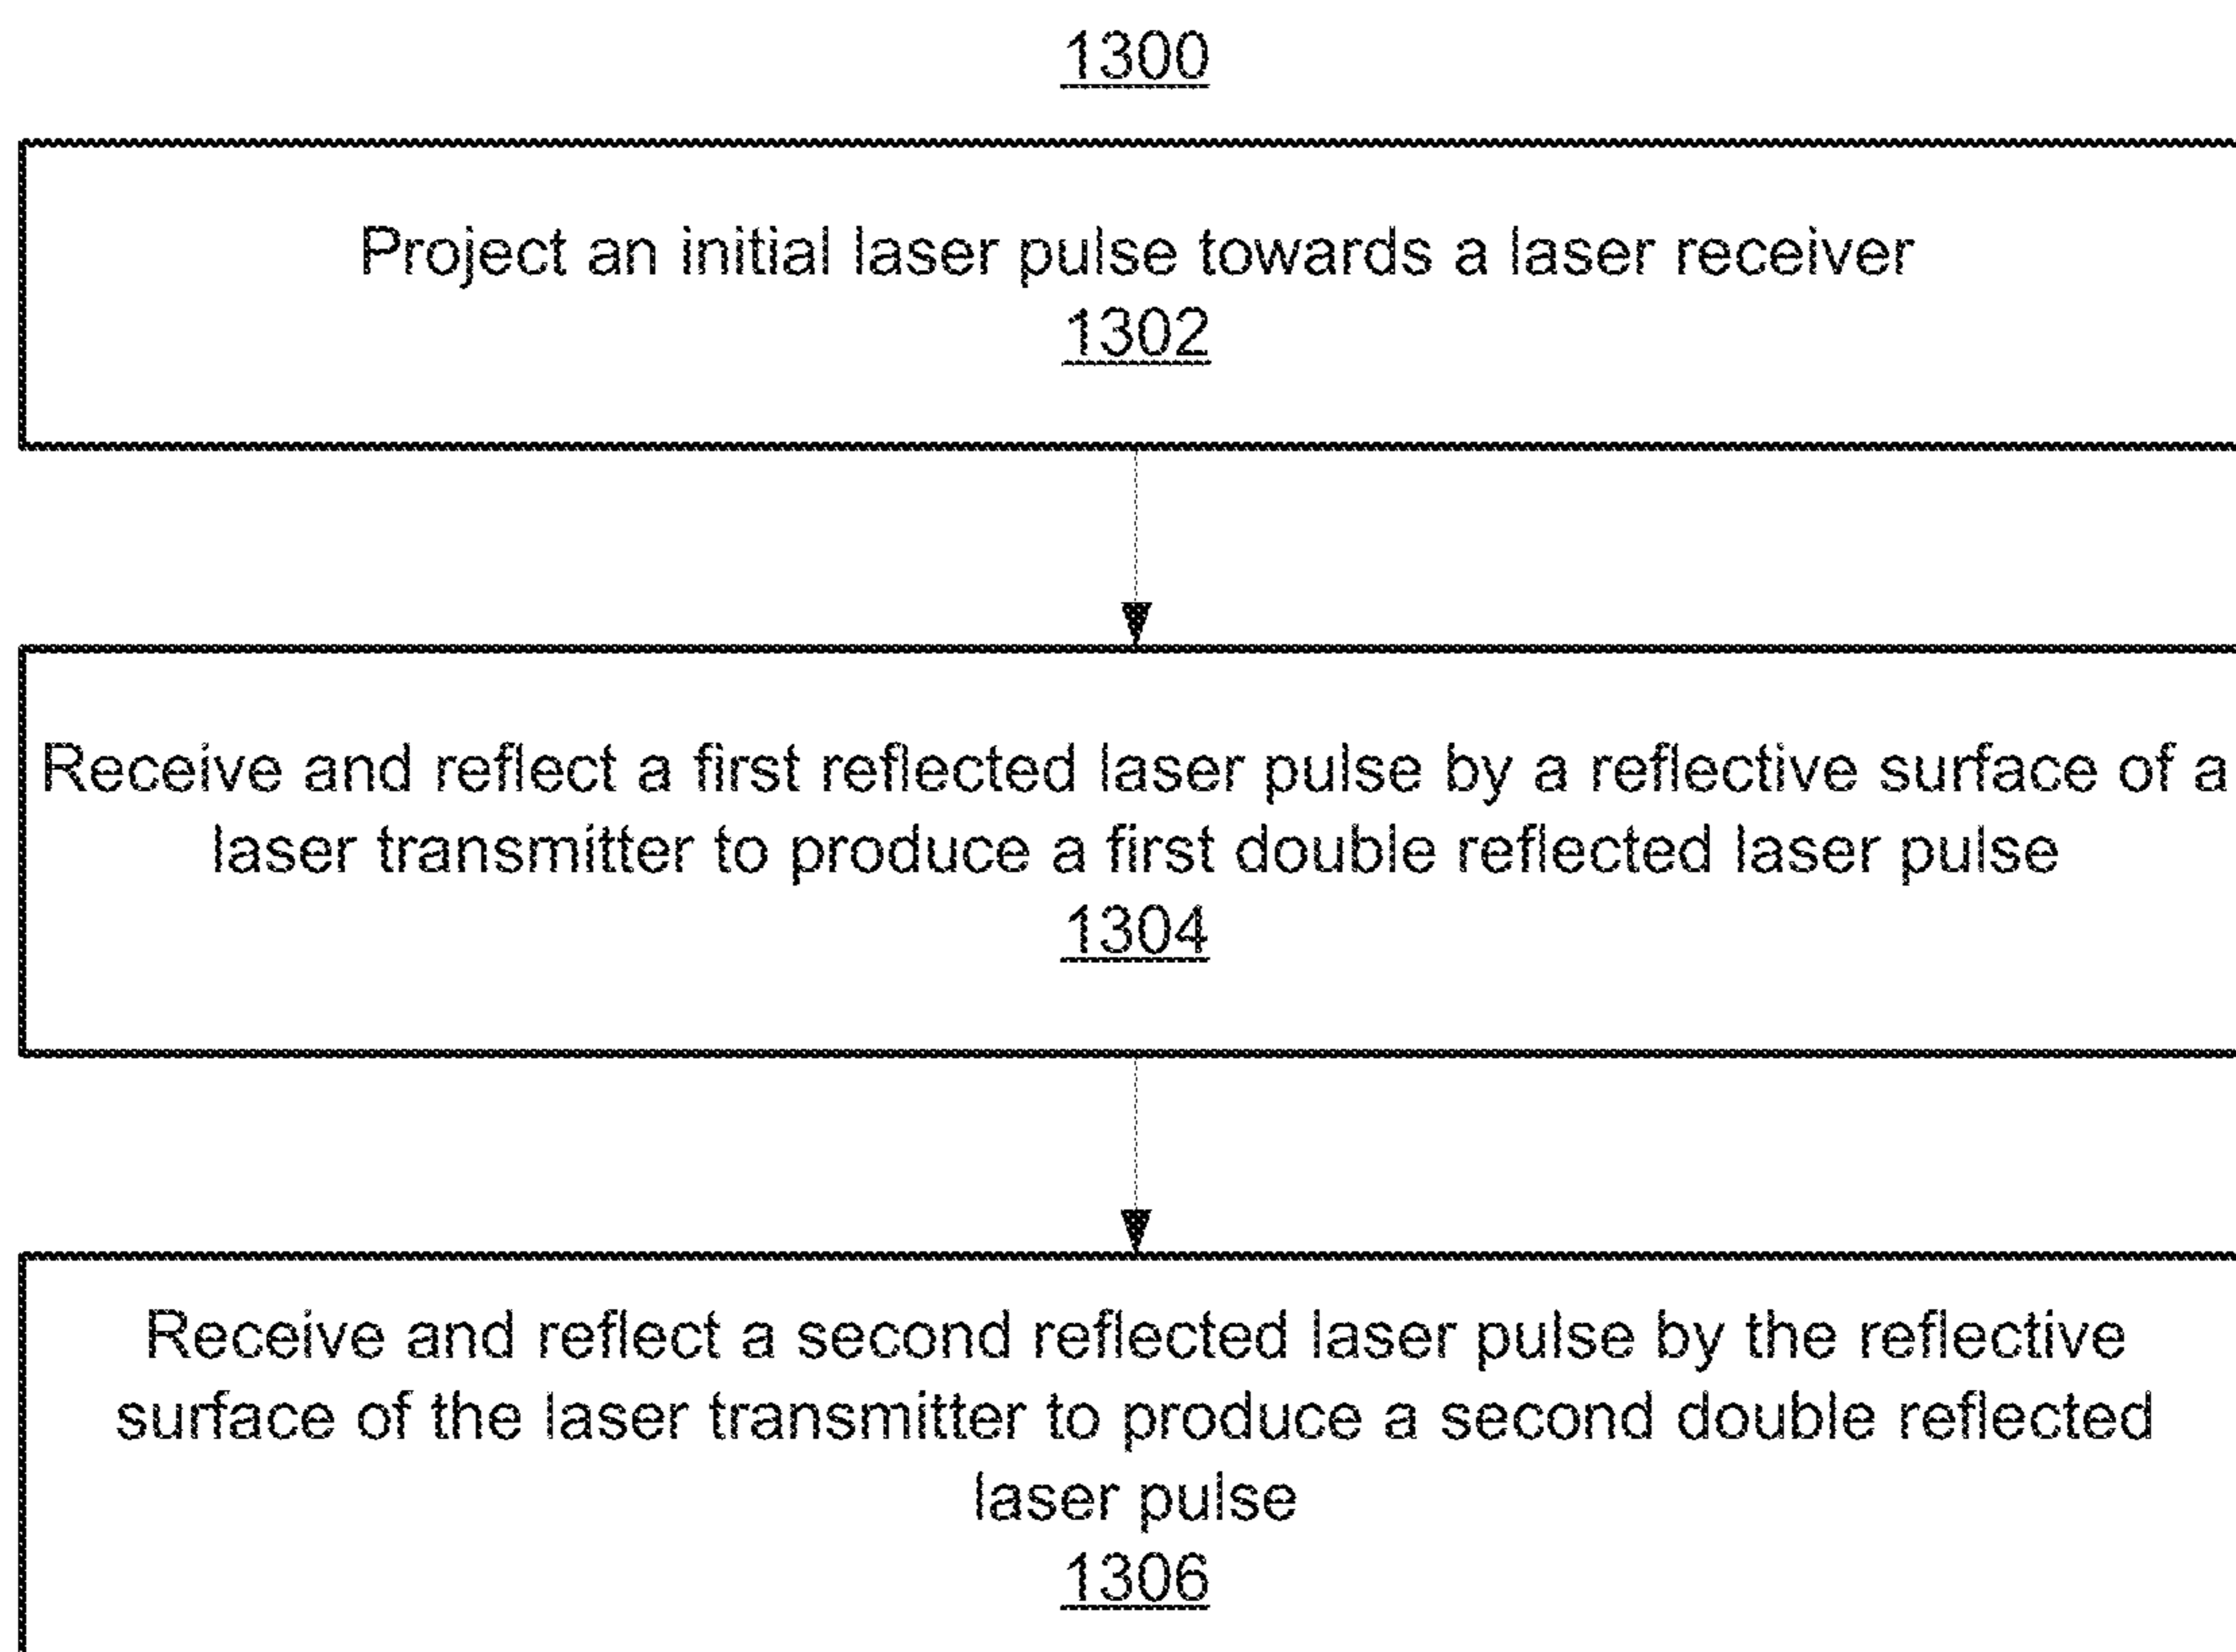 1300
Project an initial laser pulse towards a laser receiver
1302
Receive and reflect a first reflected laser pulse by a reflective surface of a
laser transmitter to produce a first double reflected laser pulse
1304
Receive and reflect a second reflected laser pulse by the reflective
surface of the laser transmitter to produce a second double reflected
laser pulse
1306